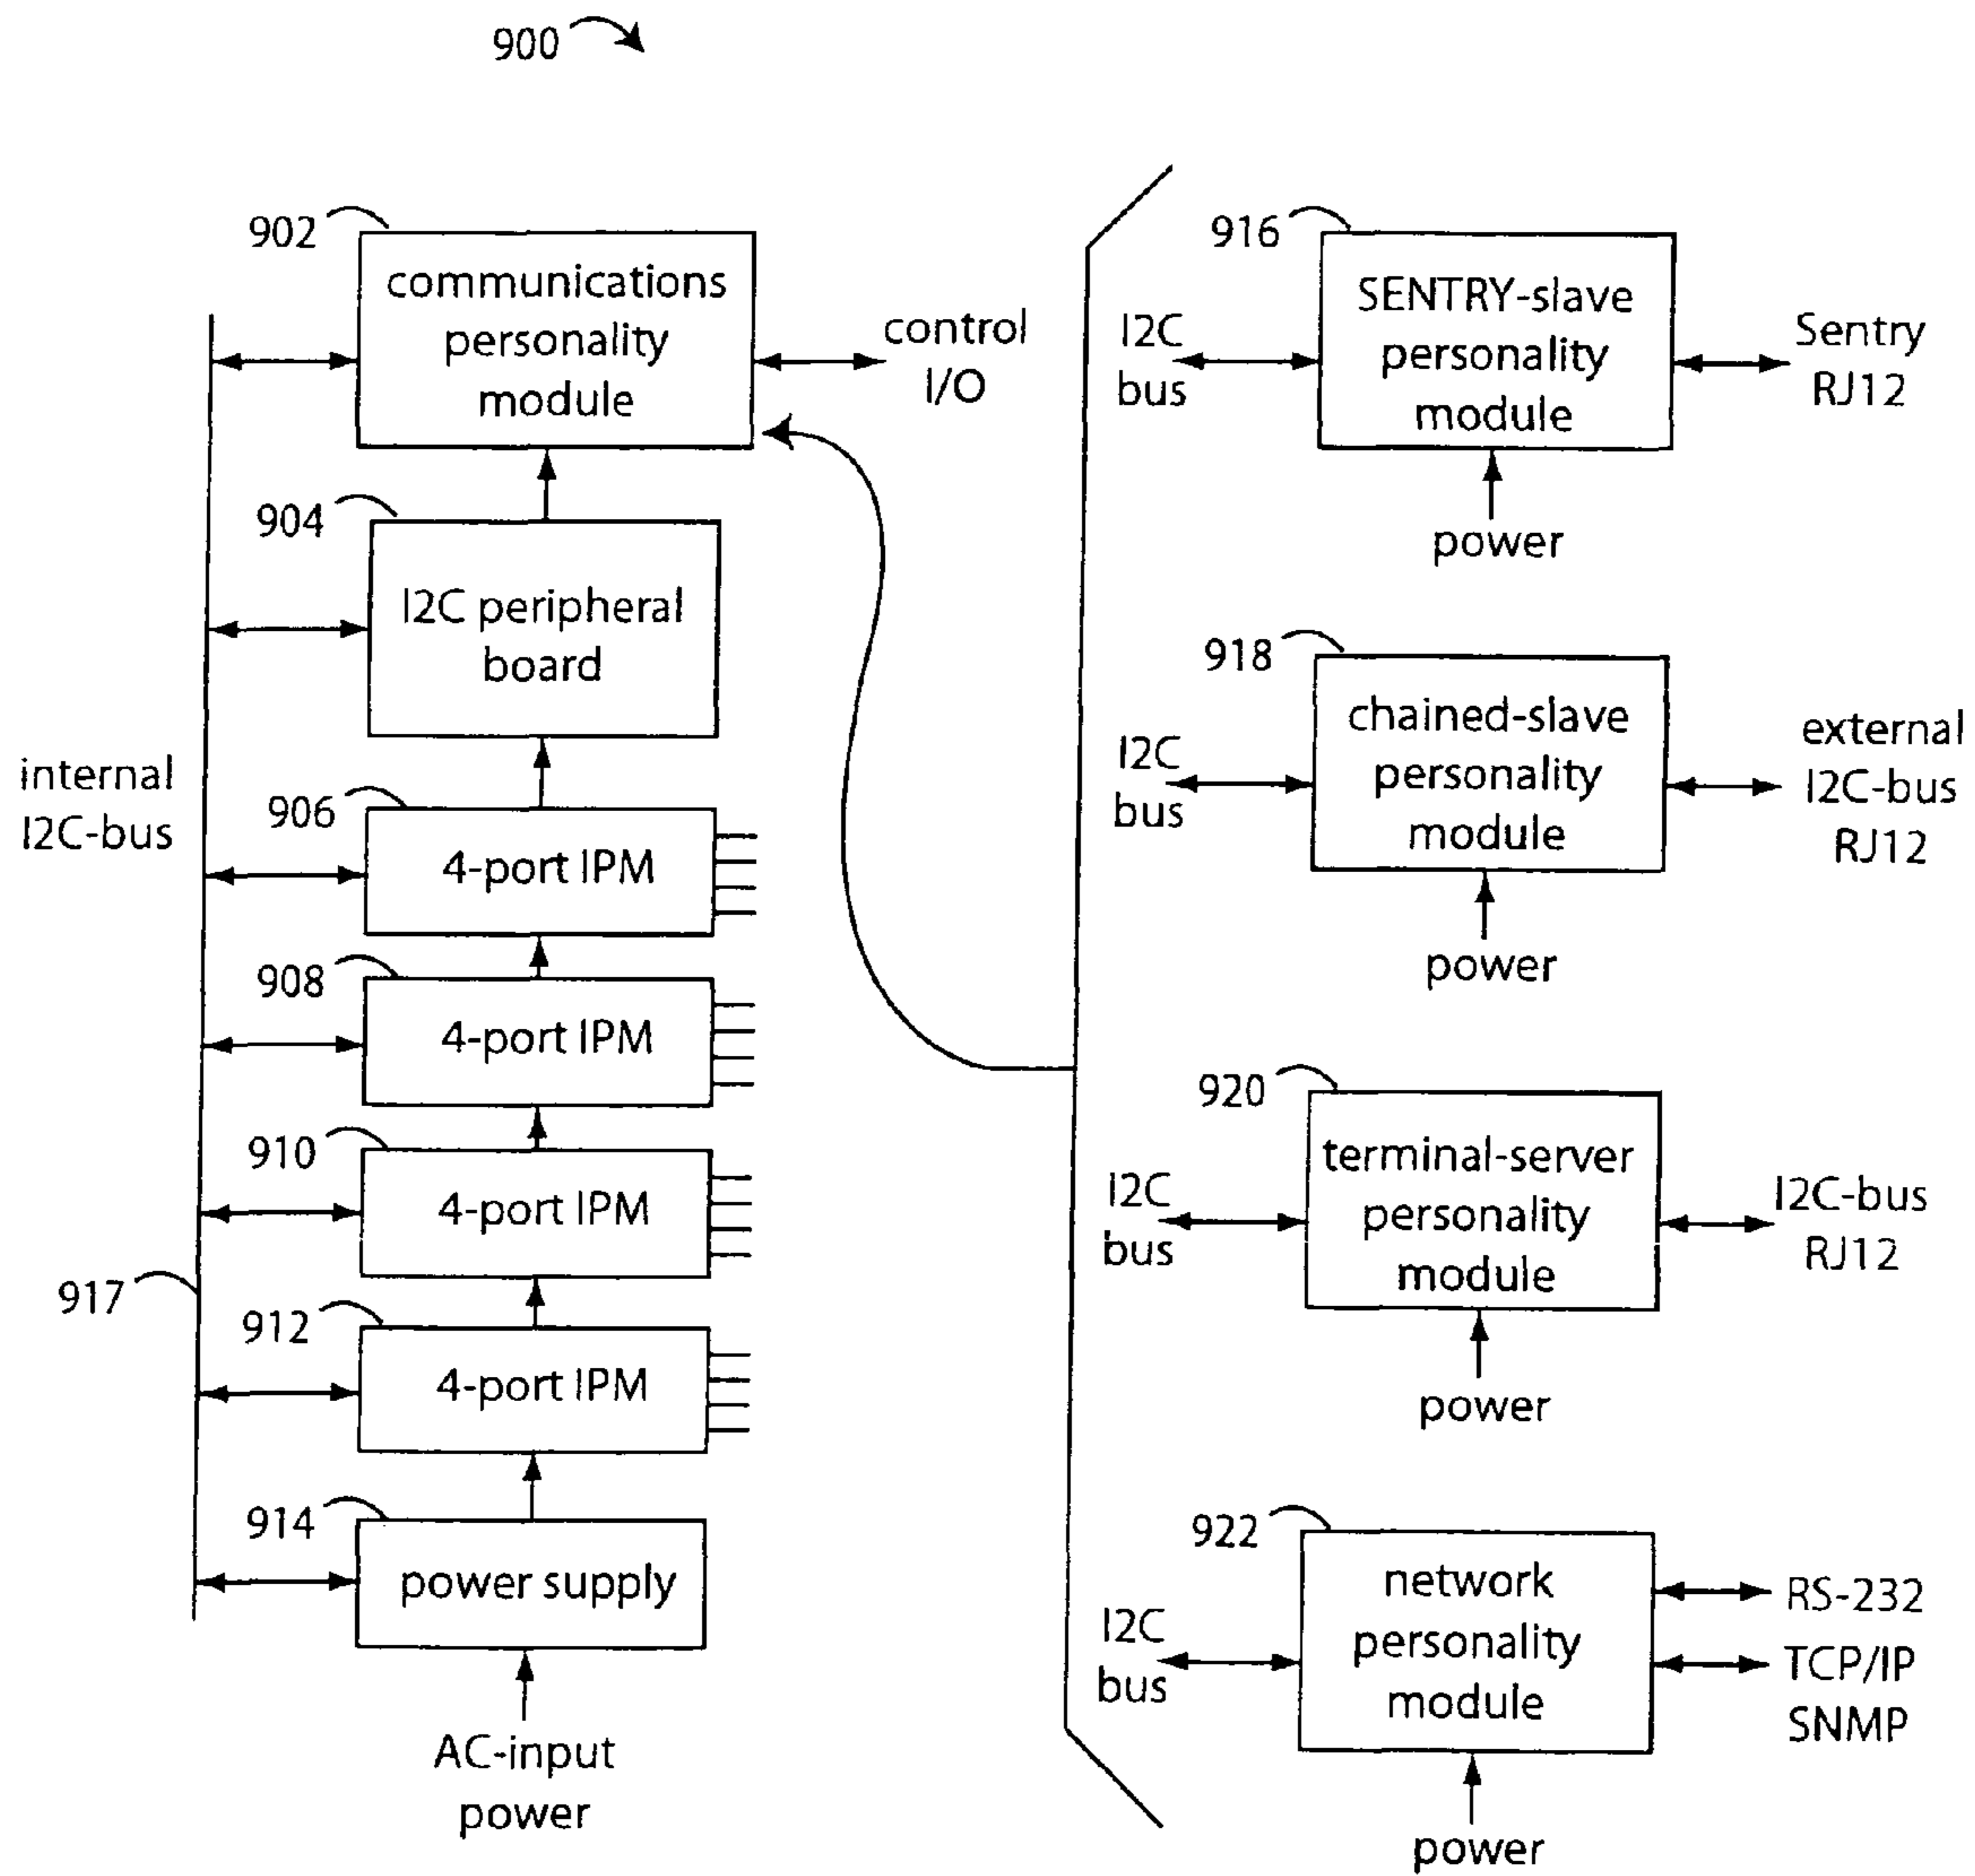 900
902
communications
personality
module
control
I/O
904
I2C peripheral
board
internal
I2C-bus
906
4-port IPM
908
4-port IPM
910
4-port IPM
917
912
4-port IPM
914
power supply
AC-input
power
916
SENTRY-slave
personality
module
I2C
bus
Sentry
RJ12
power
918
chained-slave
personality
module
I2C
bus
external
I2C-bus
RJ12
power
920
terminal-server
personality
module
I2C
bus
I2C-bus
RJ12
power
922
network
personality
module
I2C
bus
RS-232
TCP/IP
SNMP
power